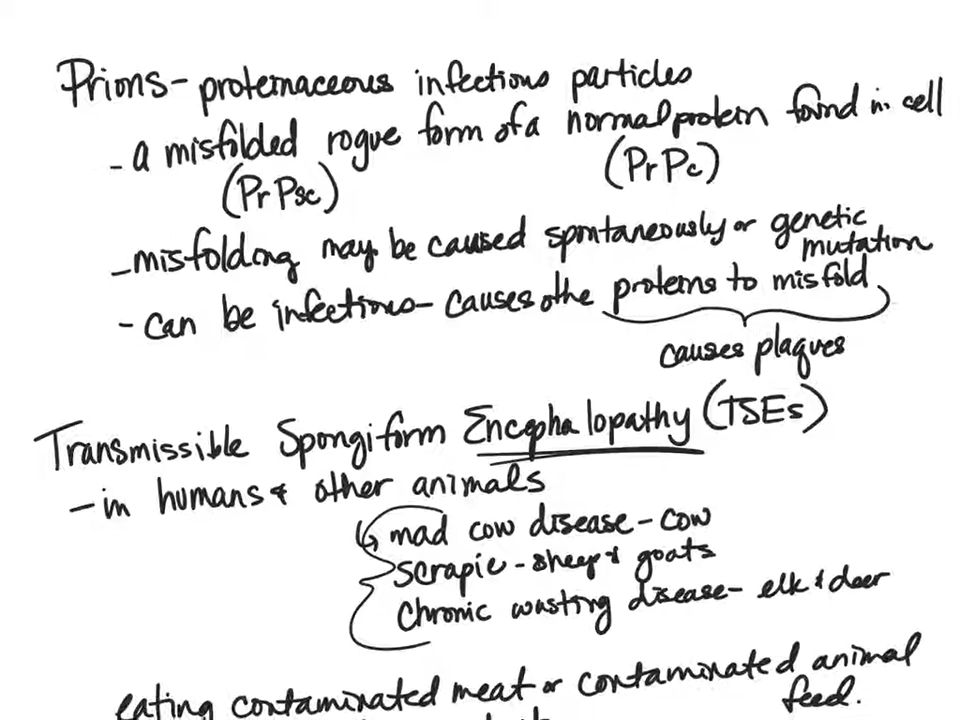 Prions - proteinaceous infectious particles
- a misfolded rogue form of a normal protein found in cell
(PrPsc) (PrPc)
- misfolding may be caused spontaneously or genetic
mutation
- can be infectious - causes othe proteins to misfold
causes plaques
Transmissible Spongiform Encephalopathy (TSEs)
- in humans & other animals
mad cow disease - cow
scrapie - sheep & goats
Chronic wasting disease - elk & deer
eating contaminated meat or contaminated animal
feed.